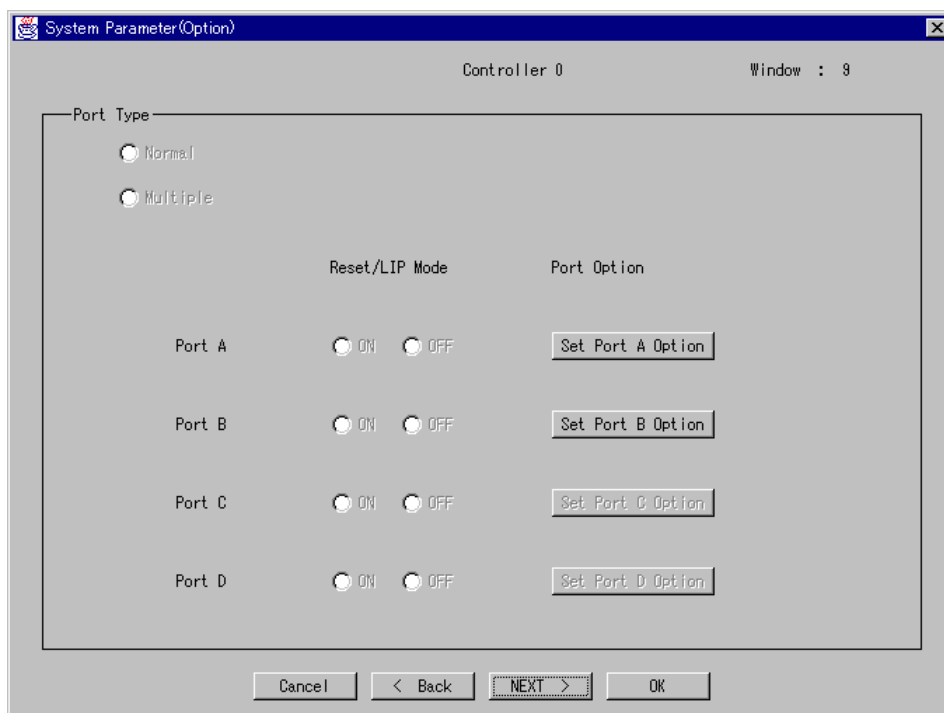 System Parameter(Option)
Controller 0 Window : 9
Port Type
Normal
Multiple
Reset/LIP Mode Port Option
Port A ON OFF Set Port A Option
Port B ON OFF Set Port B Option
Port C ON OFF Set Port C Option
Port D ON OFF Set Port D Option
Cancel < Back NEXT > OK